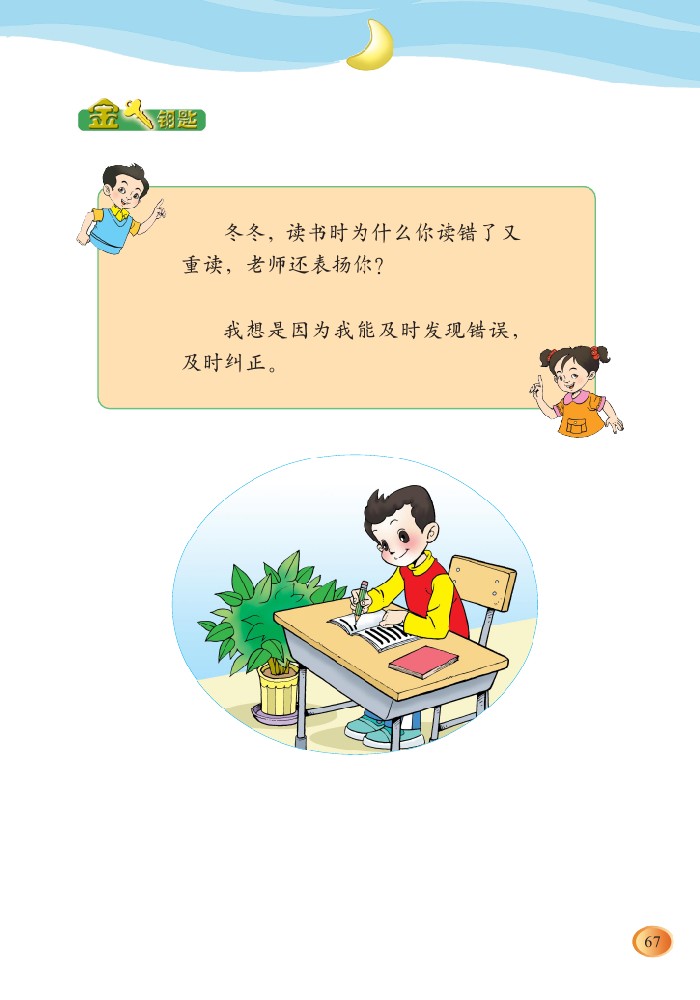 金钥匙
冬冬，读书时为什么你读错了又
重读，老师还表扬你？
我想是因为我能及时发现错误，
及时纠正。
67